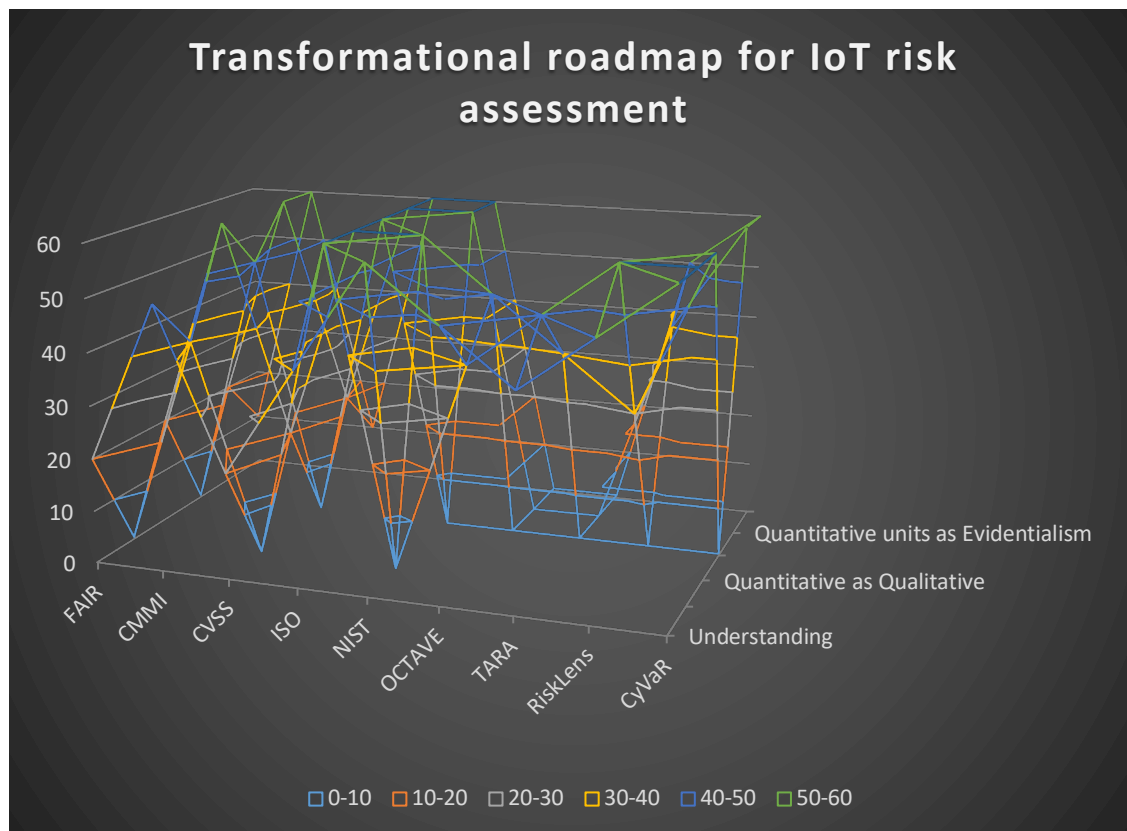 Transformational roadmap for IoT risk
assessment
60
50
40
30
20
10
0
FAIR
CMMI
CVSS
ISO
NIST
OCTAVE
TARA
RiskLens
CyVaR
Quantitative units as Evidentialism
Quantitative as Qualitative
Understanding
0-10 10-20 20-30 30-40 40-50 50-60